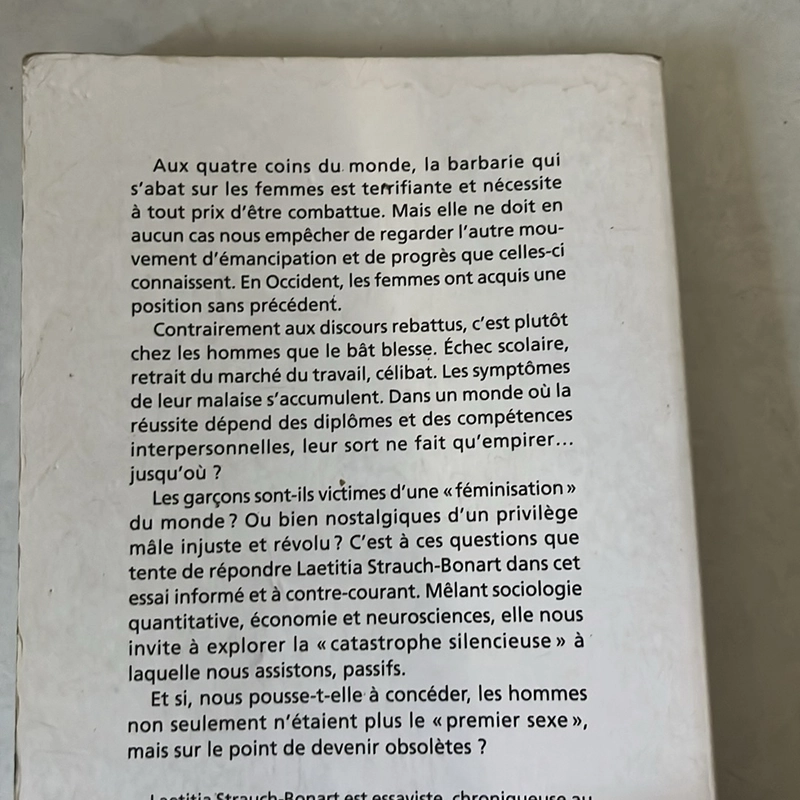 Aux quatre coins du monde, la barbarie qui
s'abat sur les femmes est terrifiante et nécessite
à tout prix d'être combattue. Mais elle ne doit en
aucun cas nous empêcher de regarder l'autre mou-
vement d'émancipation et de progrès que celles-ci
connaissent. En Occident, les femmes ont acquis une
position sans précédent.
Contrairement aux discours rebattus, c'est plutôt
chez les hommes que le bât blesse. Échec scolaire,
retrait du marché du travail, célibat. Les symptômes
de leur malaise s'accumulent. Dans un monde où la
réussite dépend des diplômes et des compétences
interpersonnelles, leur sort ne fait qu'empirer...
jusqu'où ?
Les garçons sont-ils victimes d'une « féminisation »
du monde ? Ou bien nostalgiques d'un privilège
mâle injuste et révolu ? C'est à ces questions que
tente de répondre Laetitia Strauch-Bonart dans cet
essai informé et à contre-courant. Mêlant sociologie
quantitative, économie et neurosciences, elle nous
invite à explorer la « catastrophe silencieuse » à
laquelle nous assistons, passifs.
Et si, nous pousse-t-elle à concéder, les hommes
non seulement n'étaient plus le « premier sexe »,
mais sur le point de devenir obsolètes ?
Laetitia Strauch-Bonart est essayiste, chroniqueuse au